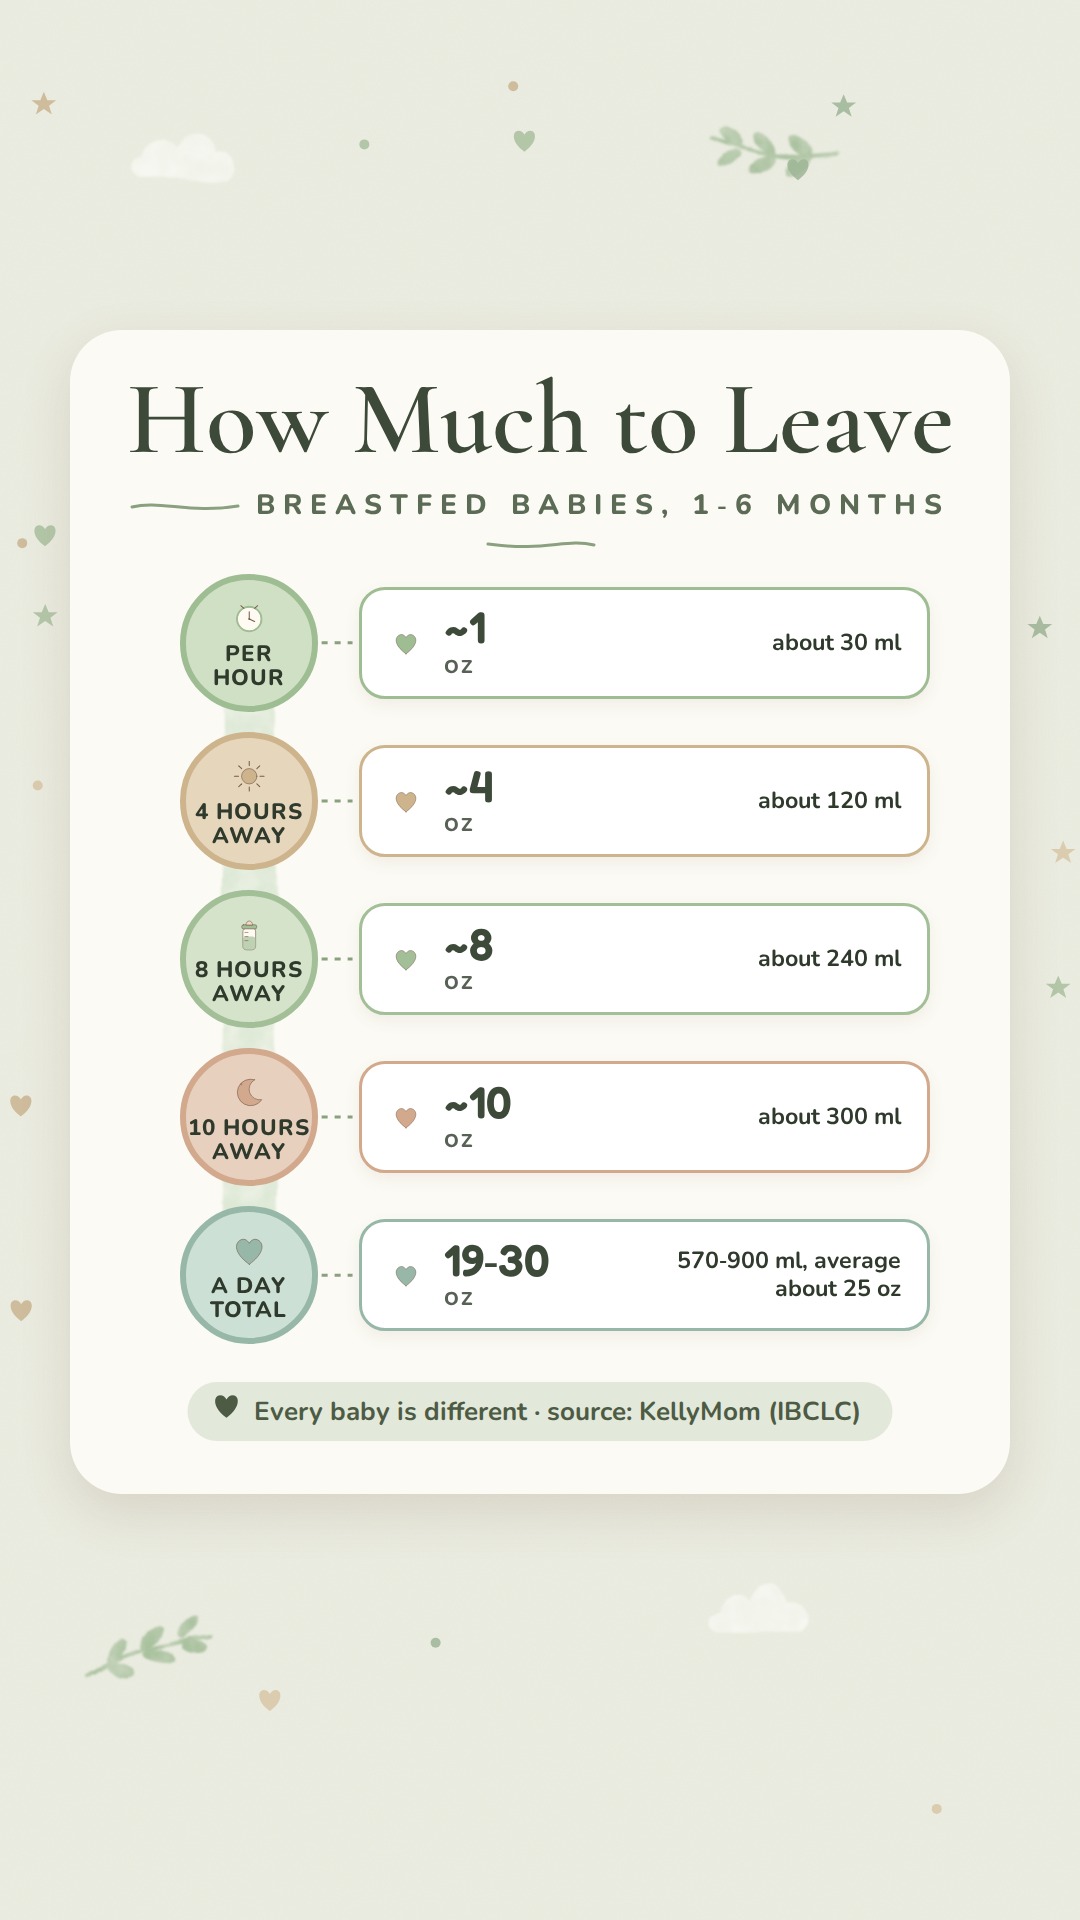 How Much to Leave
BREASTFED BABIES, 1-6 MONTHS
PER
HOUR
~1
oz
about 30 ml
4 HOURS
AWAY
~4
oz
about 120 ml
8 HOURS
AWAY
~8
oz
about 240 ml
10 HOURS
AWAY
~10
oz
about 300 ml
A DAY
TOTAL
19-30
oz
570-900 ml, average
about 25 oz
Every baby is different · source: KellyMom (IBCLC)